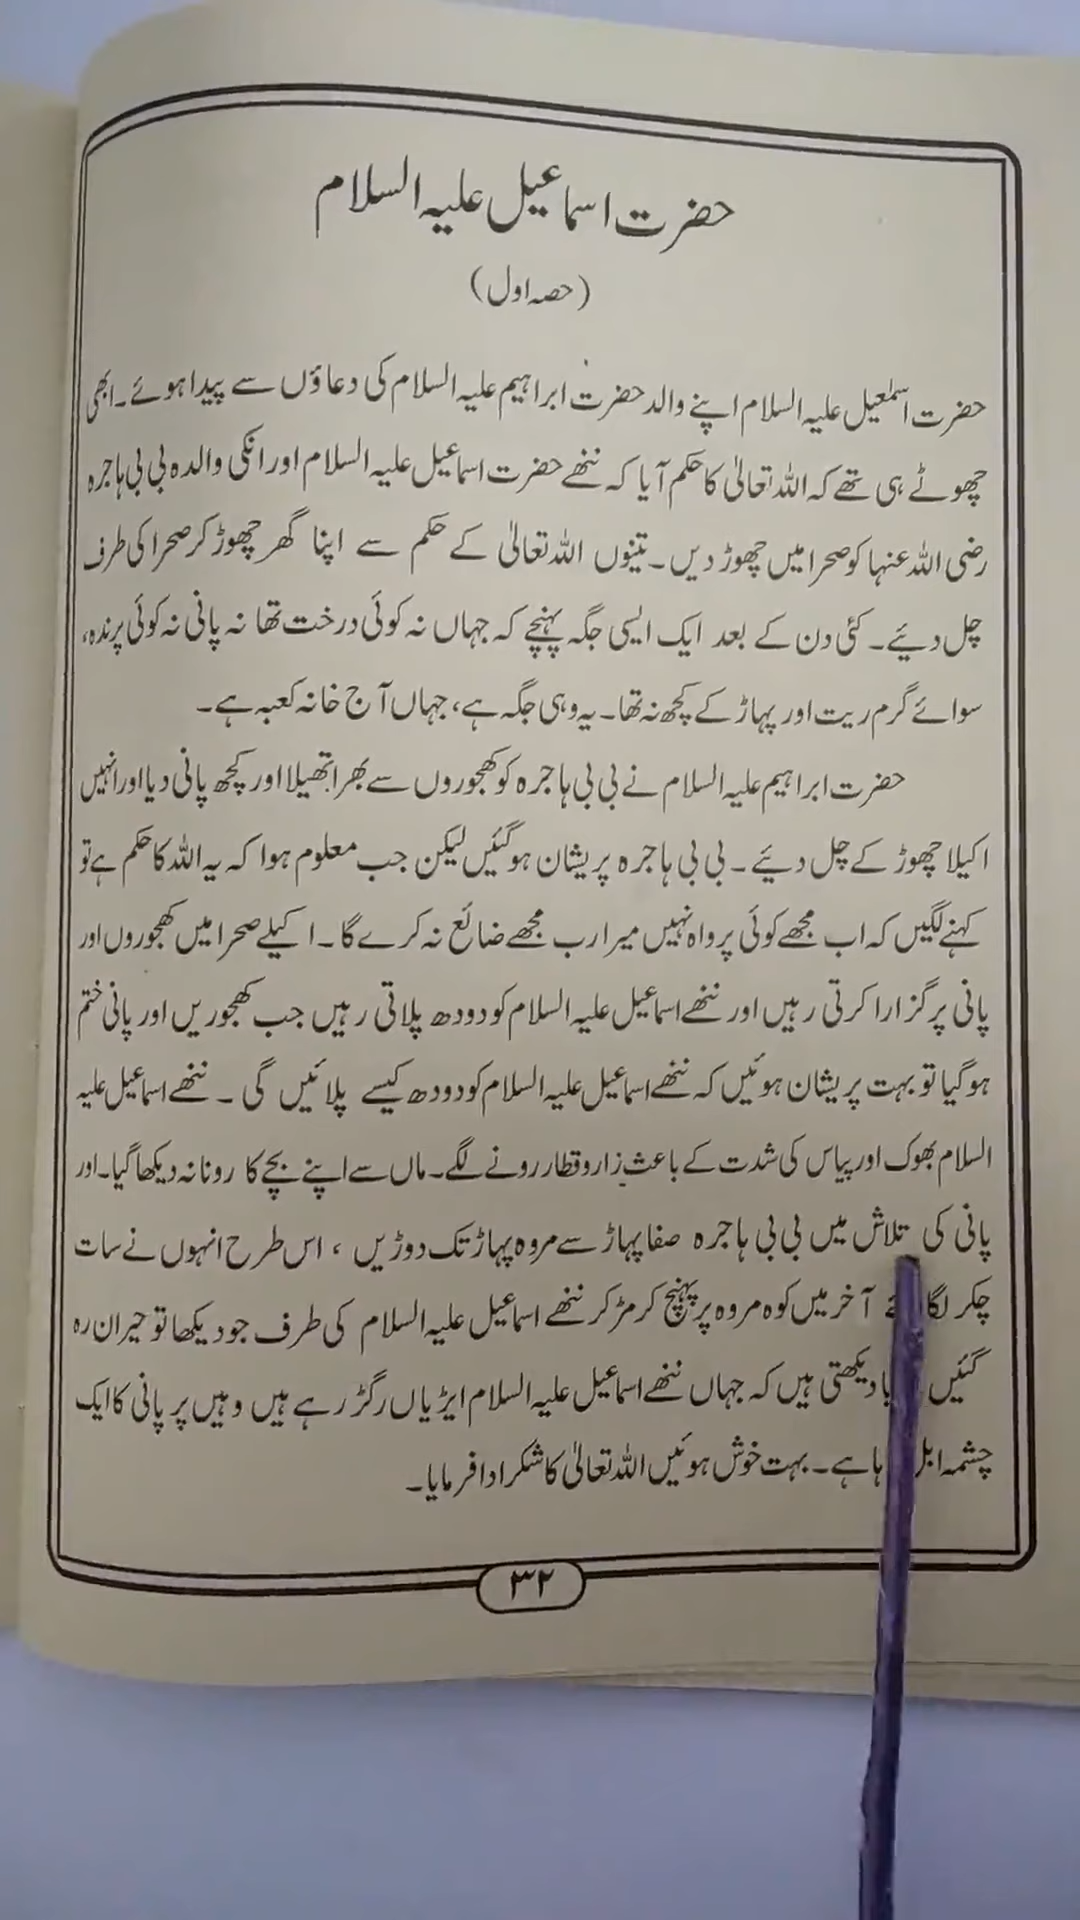 حضرت اسماعیل علیہ السلام
(حصہ اول)
حضرت اسمٰعیل علیہ السلام اپنے والد حضرت ابراہیم علیہ السلام کی دعاؤں سے پیدا ہوئے۔ ابھی
چھوٹے ہی تھے کہ اللہ تعالیٰ کا حکم آیا کہ ننھے حضرت اسماعیل علیہ السلام اور انکی والدہ بی بی ہاجرہ
رضی اللہ عنہا کو صحرا میں چھوڑ دیں۔ تینوں اللہ تعالیٰ کے حکم سے اپنا گھر چھوڑ کر صحرا کی طرف
چل دیئے۔ کئی دن کے بعد ایک ایسی جگہ پہنچے کہ جہاں نہ کوئی درخت تھا نہ پانی نہ کوئی پرندہ،
سوائے گرم ریت اور پہاڑ کے کچھ نہ تھا۔ یہ وہی جگہ ہے، جہاں آج خانہ کعبہ ہے۔
حضرت ابراہیم علیہ السلام نے بی بی ہاجرہ کو کھجوروں سے بھرا تھیلا اور کچھ پانی دیا اور انہیں
اکیلا چھوڑ کے چل دیئے۔ بی بی ہاجرہ پریشان ہوگئیں لیکن جب معلوم ہوا کہ یہ اللہ کا حکم ہے تو
کہنے لگیں کہ اب مجھے کوئی پرواہ نہیں میرا رب مجھے ضائع نہ کرے گا۔ اکیلے صحرا میں کھجوروں اور
پانی پر گزارا کرتی رہیں اور ننھے اسماعیل علیہ السلام کو دودھ پلاتی رہیں جب کھجوریں اور پانی ختم
ہوگیا تو بہت پریشان ہوئیں کہ ننھے اسماعیل علیہ السلام کو دودھ کیسے پلائیں گی۔ ننھے اسماعیل علیہ
السلام بھوک اور پیاس کی شدت کے باعث زار و قطار رونے لگے۔ ماں سے اپنے بچے کا رونا نہ دیکھا گیا۔ اور
پانی کی تلاش میں بی بی ہاجرہ صفا پہاڑ سے مروہ پہاڑ تک دوڑیں، اس طرح انہوں نے سات
چکر آخر میں کوہ مروہ پر پہنچ کر مڑ کر ننھے اسماعیل علیہ السلام کی طرف جو دیکھا تو حیران رہ
گئیں دیکھتی ہیں کہ جہاں ننھے اسماعیل علیہ السلام ایڑیاں رگڑ رہے ہیں وہیں پر پانی کا ایک
چشمہ ابل ہے۔ بہت خوش ہوئیں اللہ تعالیٰ کا شکر ادا فرمایا۔
۳۲